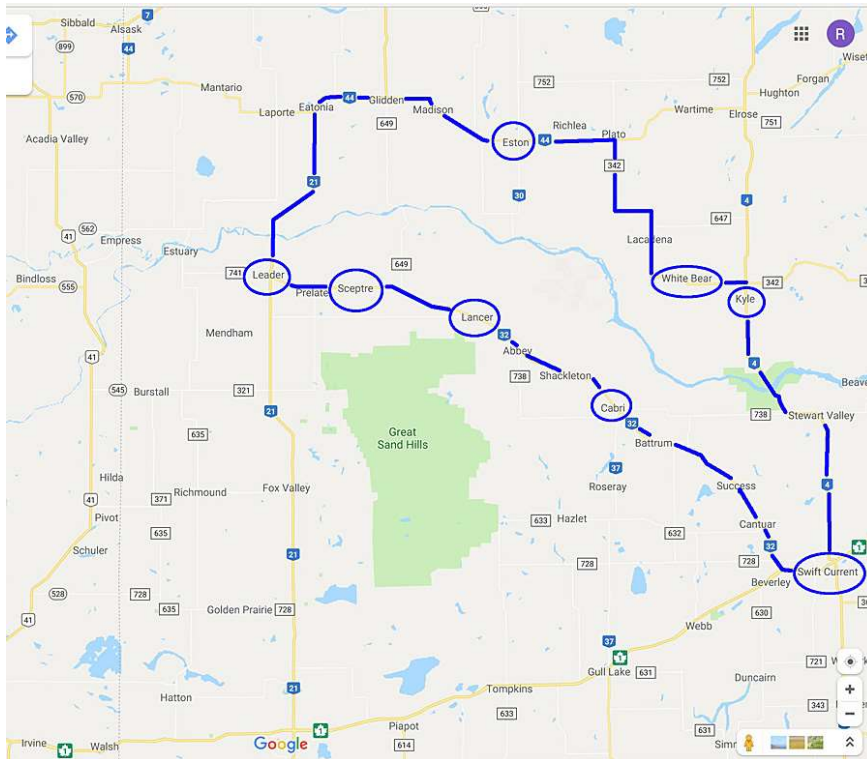 Sibbald
Alsask
7
899
44
R
Wiset
570
Mantario
44
Glidden
752
752
Forgan
Hughton
Laporte
Eatonia
649
Madison
Wartime
Elrose
751
Acadia Valley
Eston
44
Richlea
Plato
342
21
30
4
562
41
Empress
Estuary
647
Lacadena
Bindloss
555
741
Leader
Prelate
Sceptre
649
White Bear
342
Kyle
Lancer
32
Mendham
Abbey
41
738
Shackleton
4
Beaver
545
Burstall
321
Cabri
738
Stewart Valley
21
635
Great
Sand Hills
32
Battrum
37
Hilda
371
Richmound
Fox Valley
Roseray
Success
4
41
Pivot
635
633
Hazlet
632
Cantuar
Schuler
21
32
1
728
728
Swift Current
Beverley
528
728
635
Golden Prairie
728
630
41
Webb
37
1
Gull Lake
631
721
Duncairn
Hatton
21
Tompkins
633
343
Irvine
1
Walsh
Google
1
Piapot
614
631
Simm